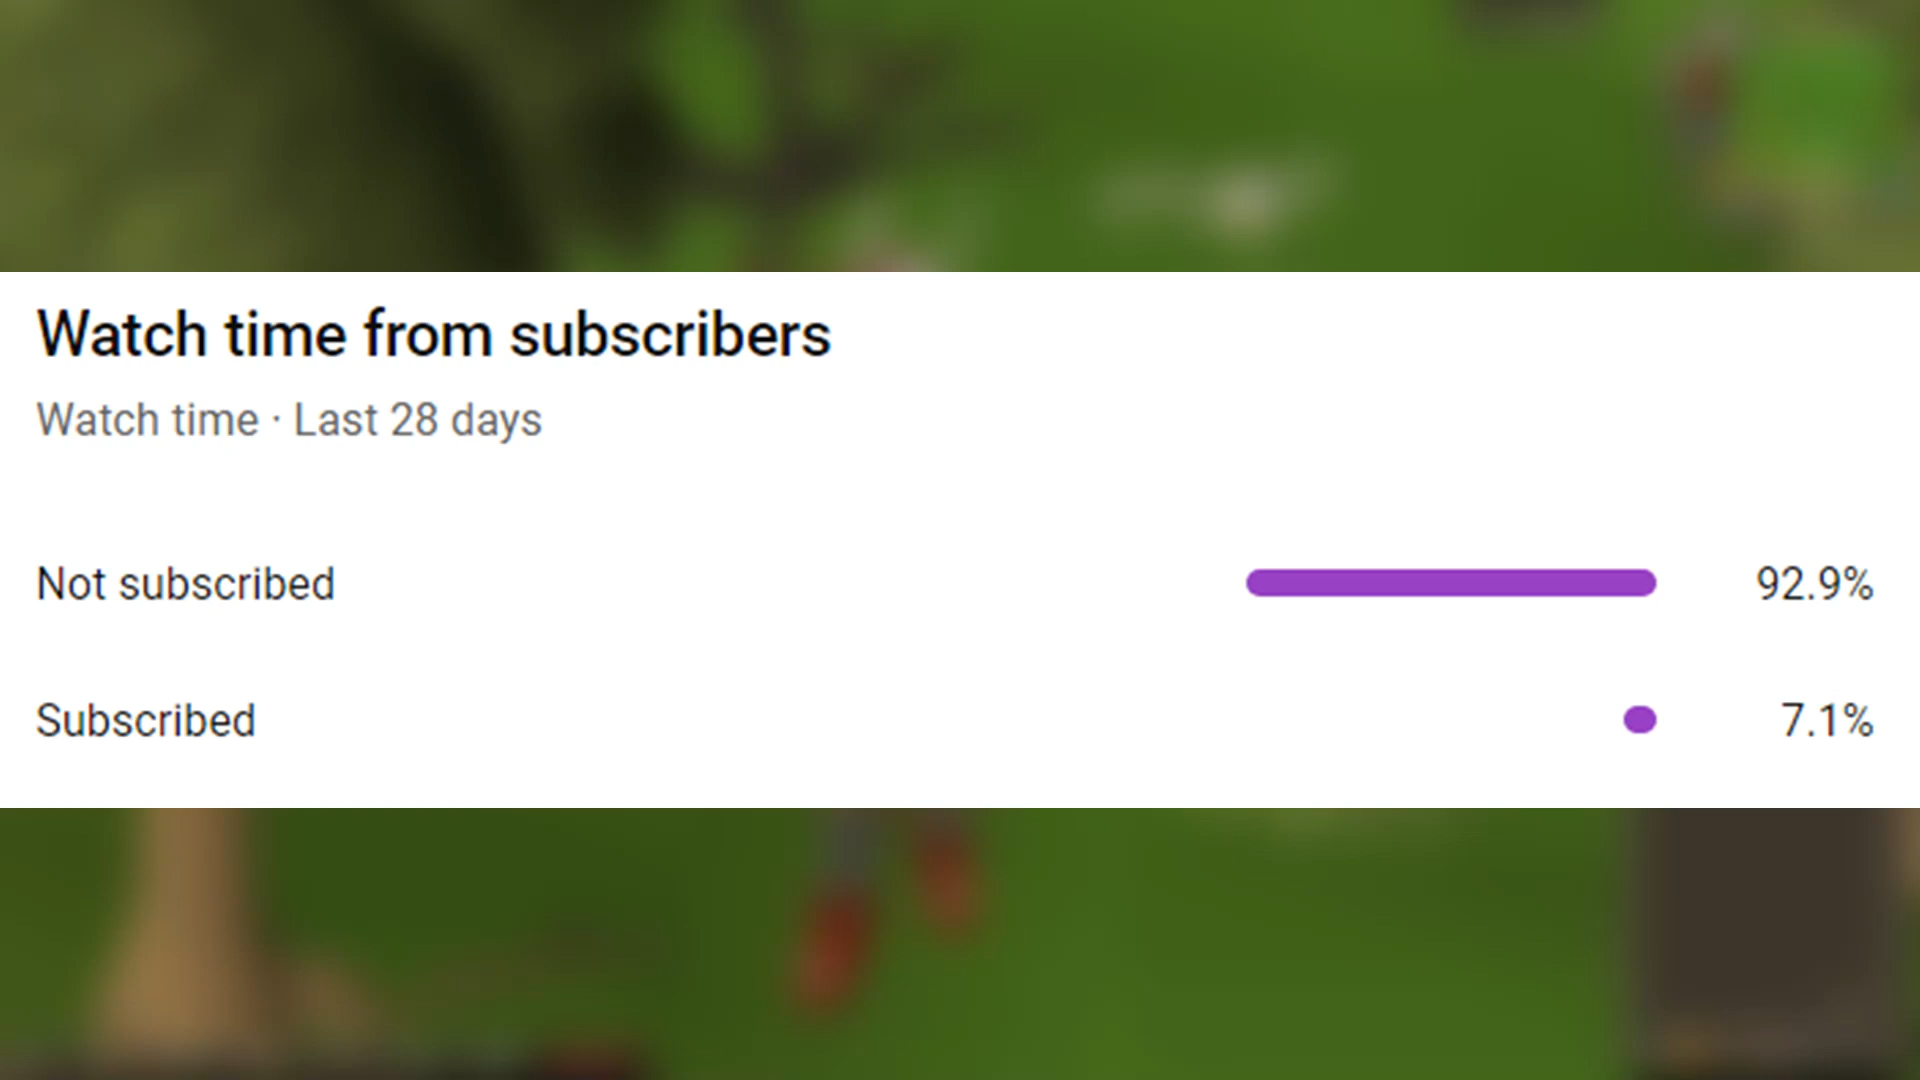 Watch time from subscribers
Watch time · Last 28 days
Not subscribed 92.9%
Subscribed 7.1%